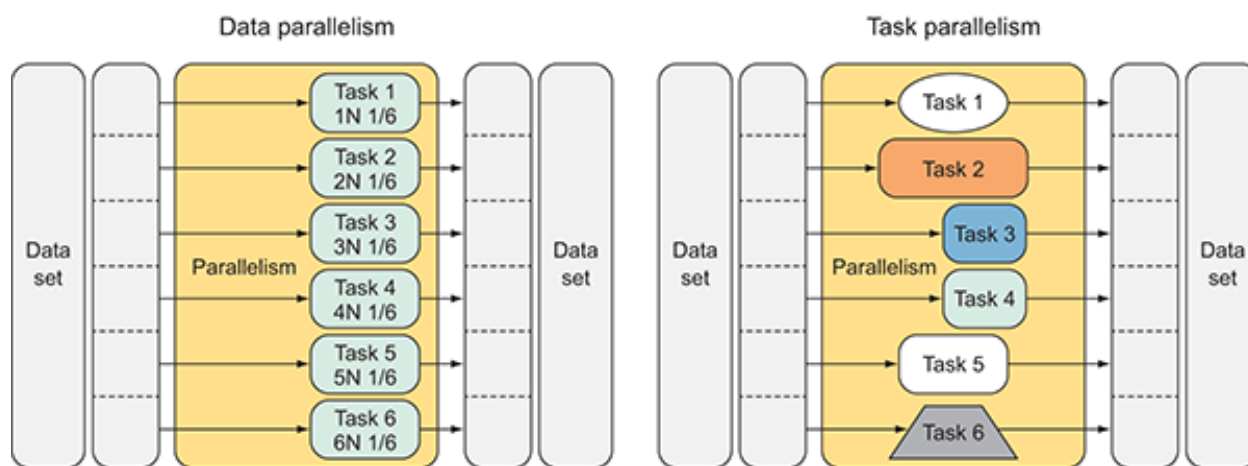 Data parallelism
Data
set
Parallelism
Task 1
1N 1/6
Task 2
2N 1/6
Task 3
3N 1/6
Task 4
4N 1/6
Task 5
5N 1/6
Task 6
6N 1/6
Data
set
Task parallelism
Data
set
Parallelism
Task 1
Task 2
Task 3
Task 4
Task 5
Task 6
Data
set